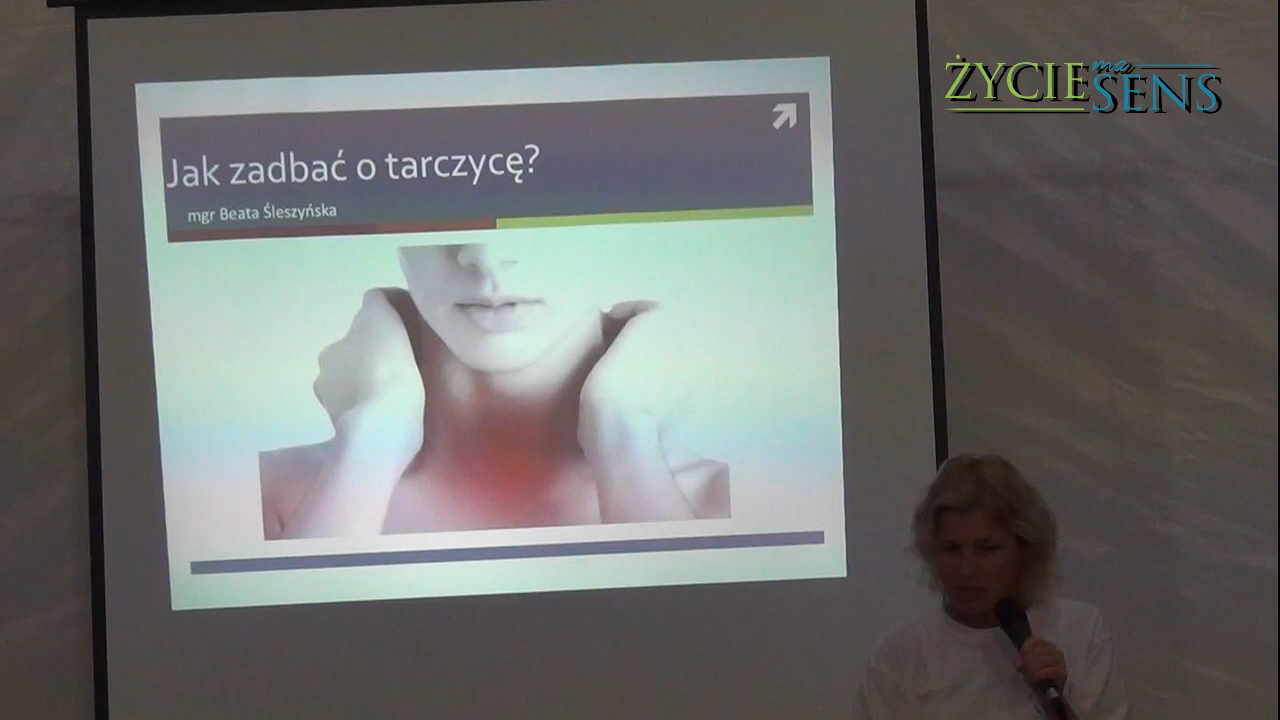 Jak zadbać o tarczycę?
mgr Beata Śleszyńska
ŻYCIE ma SENS